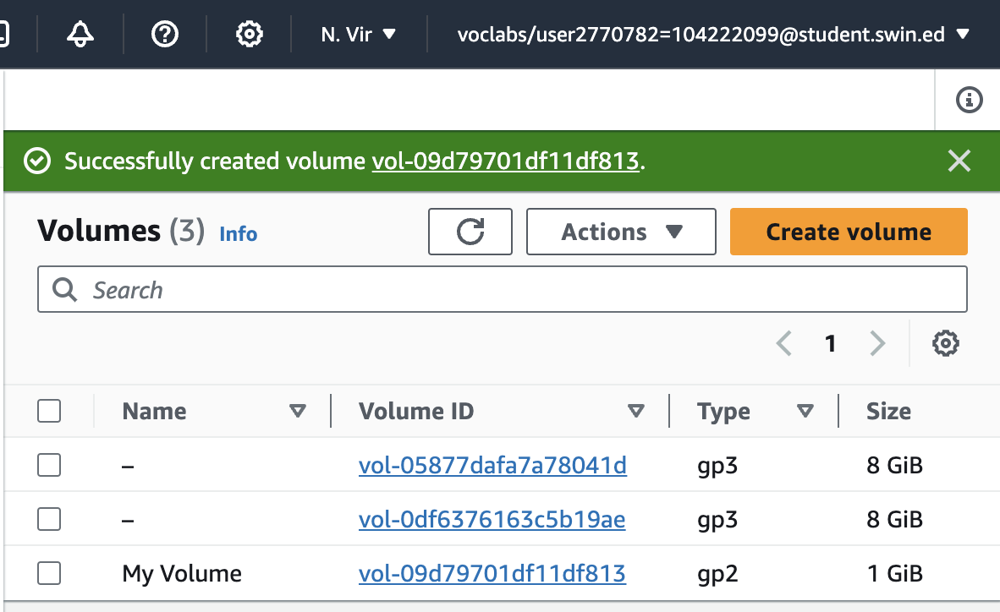 N. Vir voclabs/user2770782=104222099@student.swin.ed
Successfully created volume vol-09d79701df11df813.
Volumes (3) Info Actions Create volume
Search
1
Name Volume ID Type Size
– vol-05877dafa7a78041d gp3 8 GiB
– vol-0df6376163c5b19ae gp3 8 GiB
My Volume vol-09d79701df11df813 gp2 1 GiB